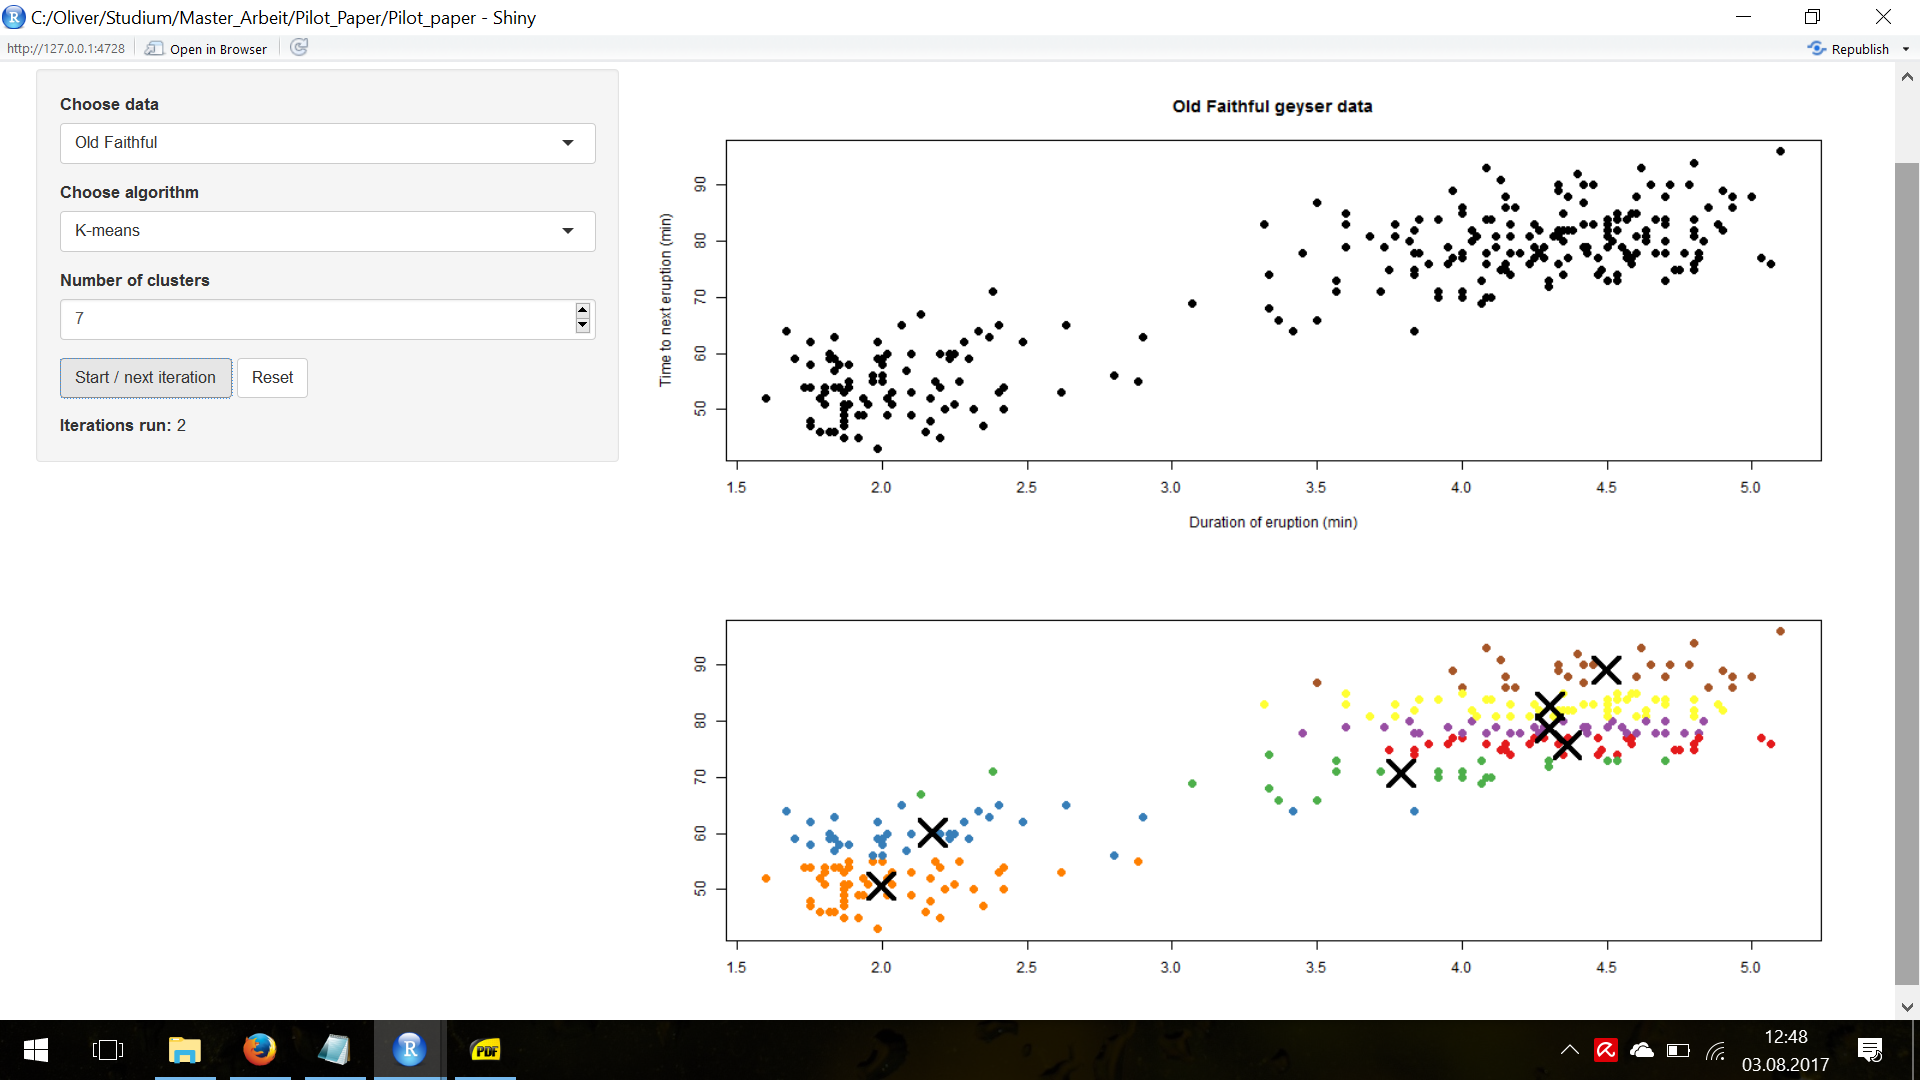 C:/Oliver/Studium/Master_Arbeit/Pilot_Paper/Pilot_paper - Shiny
http://127.0.0.1:4728 Open in Browser Republish
Choose data
Old Faithful
Choose algorithm
K-means
Number of clusters
7
Start / next iteration Reset
Iterations run: 2
Old Faithful geyser data
Time to next eruption (min)
90
80
70
60
50
1.5 2.0 2.5 3.0 3.5 4.0 4.5 5.0
Duration of eruption (min)
90
80
70
60
50
1.5 2.0 2.5 3.0 3.5 4.0 4.5 5.0
R
PDF
12:48
03.08.2017